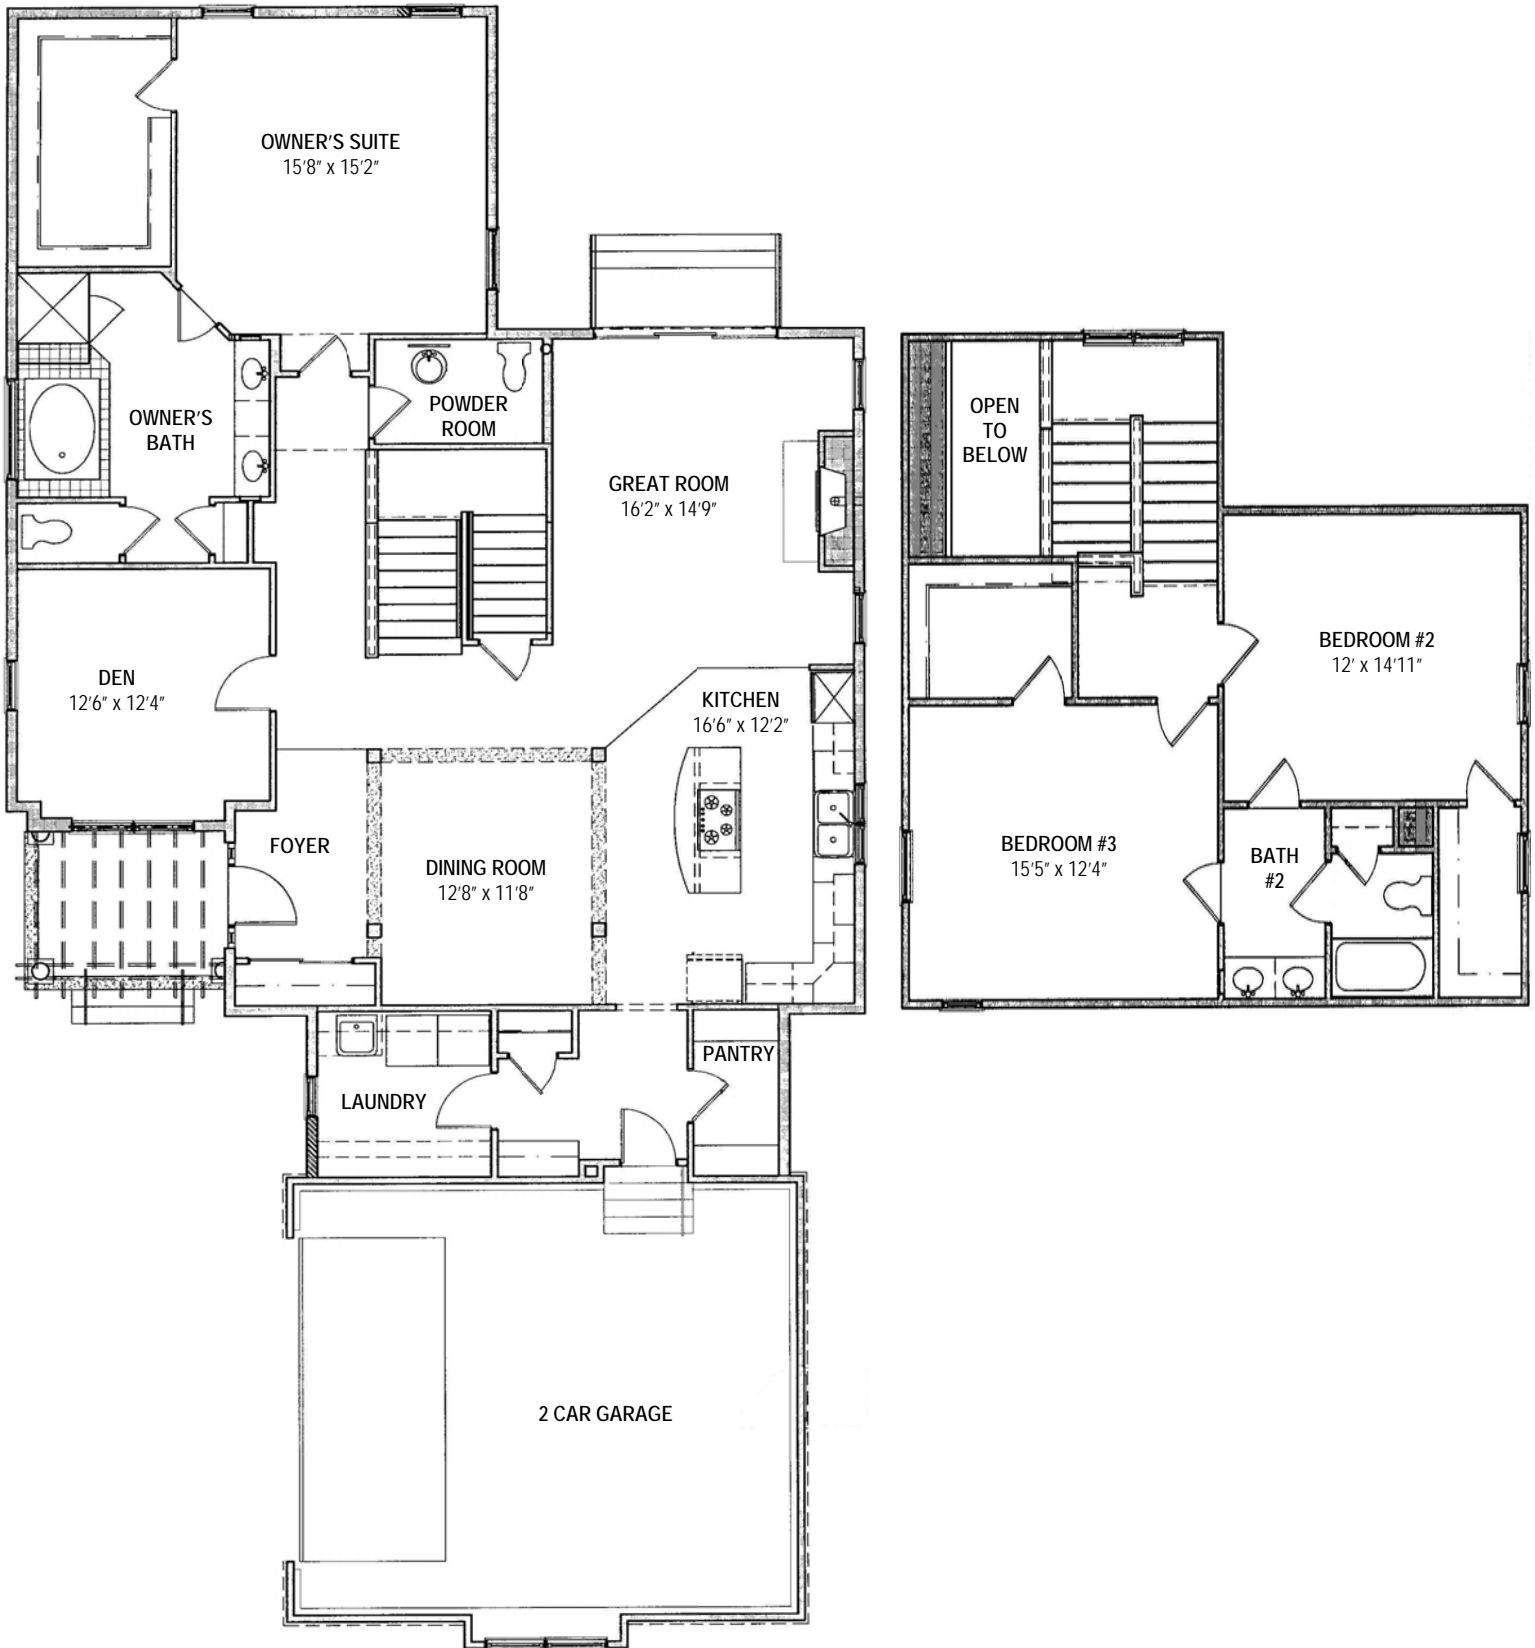 OWNER'S SUITE
15'8" x 15'2"
OWNER'S
BATH
POWDER
ROOM
GREAT ROOM
16'2" x 14'9"
DEN
12'6" x 12'4"
KITCHEN
16'6" x 12'2"
FOYER
DINING ROOM
12'8" x 11'8"
LAUNDRY
PANTRY
2 CAR GARAGE
OPEN
TO
BELOW
BEDROOM #2
12' x 14'11"
BEDROOM #3
15'5" x 12'4"
BATH
#2